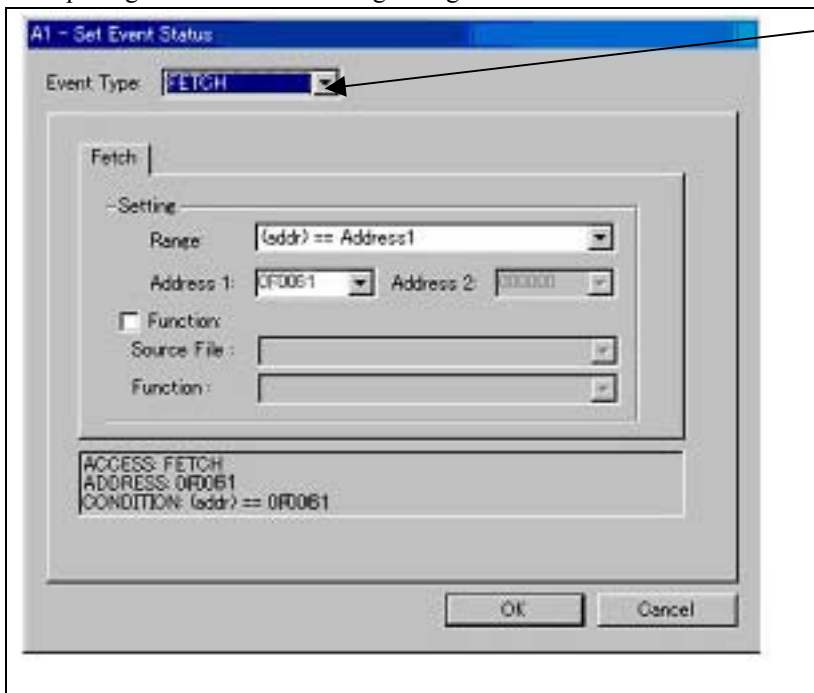 A1 - Set Event Status
Event Type: FETCH
Fetch
Setting
Range: (addr) == Address1
Address 1: 0F0061 Address 2: 000000
Function:
Source File :
Function :
ACCESS: FETCH
ADDRESS: 0F0061
CONDITION: (addr) == 0F0061
OK Cancel